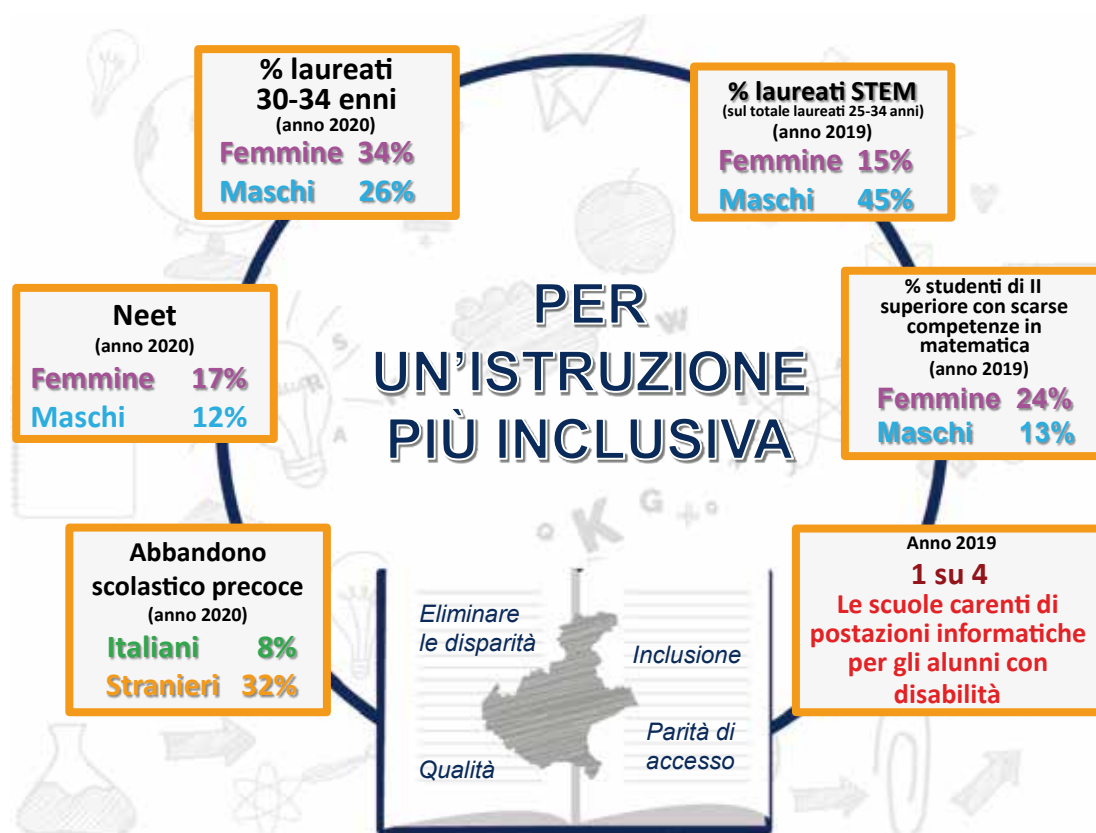 % laureati
30-34 enni
(anno 2020)
Femmine 34%
Maschi 26%
% laureati STEM
(sul totale laureati 25-34 anni)
(anno 2019)
Femmine 15%
Maschi 45%
Neet
(anno 2020)
Femmine 17%
Maschi 12%
PER
UN'ISTRUZIONE
PIÙ INCLUSIVA
% studenti di II
superiore con scarse
competenze in
matematica
(anno 2019)
Femmine 24%
Maschi 13%
Abbandono
scolastico precoce
(anno 2020)
Italiani 8%
Stranieri 32%
Eliminare
le disparità
Qualità
Inclusione
Parità di
accesso
Anno 2019
1 su 4
Le scuole carenti di
postazioni informatiche
per gli alunni con
disabilità